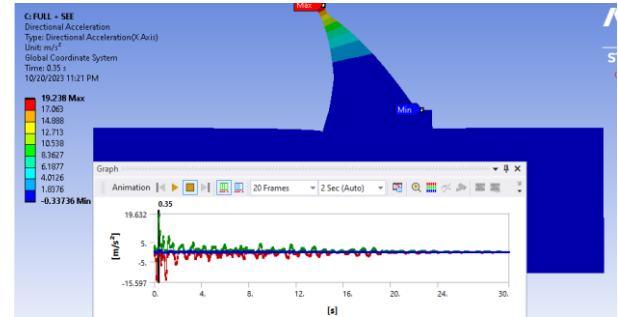 C: FULL + SEE
Directional Acceleration
Type: Directional Acceleration(X Axis)
Unit: m/s²
Global Coordinate System
Time: 0.35 s
10/20/2023 11:21 PM
19.238 Max
17.063
14.888
12.713
10.538
8.3627
6.1877
4.0126
1.8376
-0.33736 Min
Max
Min
Graph
Animation
20 Frames
2 Sec (Auto)
0.35
19.632
5.
-5.
-15.597
[m/s²]
0. 4. 8. 12. 16. 20. 24. 30.
[s]